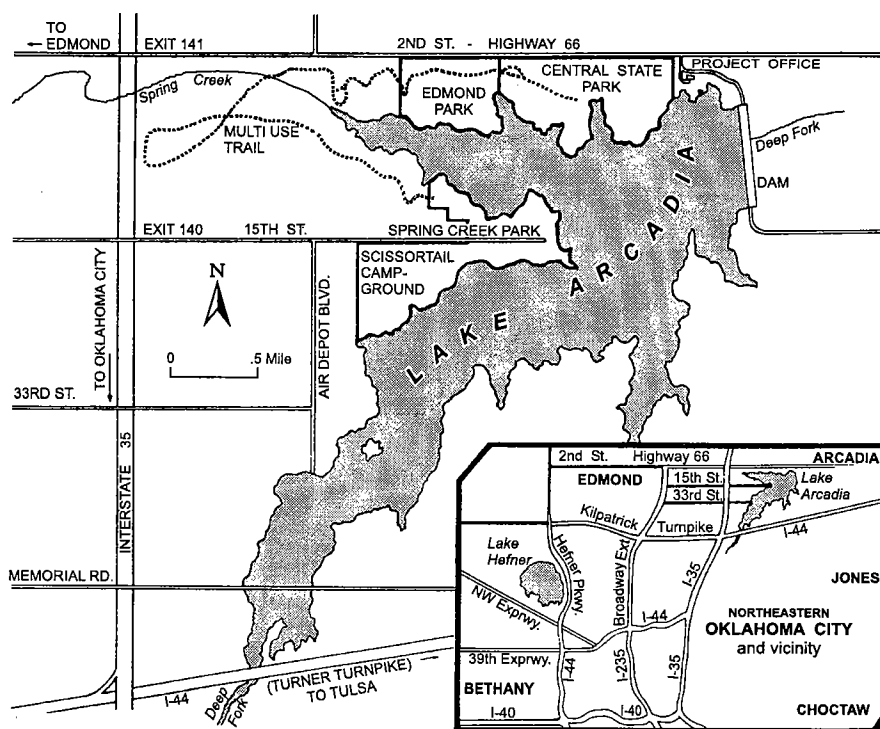 TO
← EDMOND
EXIT 141
2ND ST. - HIGHWAY 66
PROJECT OFFICE
CENTRAL STATE
PARK
EDMOND
PARK
Spring Creek
MULTI USE
TRAIL
Deep Fork
DAM
EXIT 140
15TH ST.
SPRING CREEK PARK
SCISSORTAIL
CAMP-
GROUND
LAKE ARCADIA
N
0 .5 Mile
TO OKLAHOMA CITY
AIR DEPOT BLVD.
33RD ST.
INTERSTATE 35
MEMORIAL RD.
(TURNER TURNPIKE) →
TO TULSA
I-44
Deep
Fork
2nd St. Highway 66
ARCADIA
EDMOND
15th St.
33rd St.
Lake
Arcadia
Kilpatrick
Turnpike
I-44
Lake
Hefner
Hefner Pkwy.
Broadway Ext
I-35
JONES
NW Exprwy.
I-44
NORTHEASTERN
OKLAHOMA CITY
and vicinity
39th Exprwy.
I-44
I-235
I-35
BETHANY
I-40
I-40
CHOCTAW